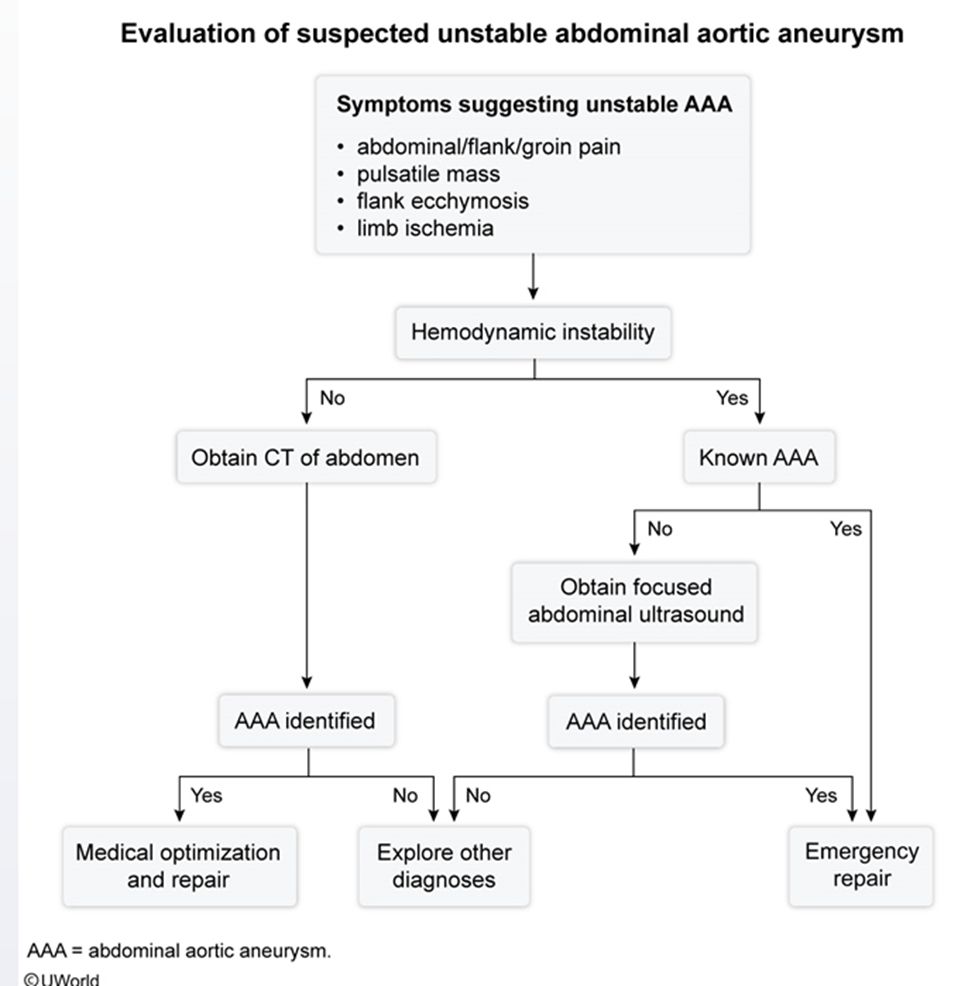 Evaluation of suspected unstable abdominal aortic aneurysm
Symptoms suggesting unstable AAA
• abdominal/flank/groin pain
• pulsatile mass
• flank ecchymosis
• limb ischemia
Hemodynamic instability
No
Yes
Obtain CT of abdomen
Known AAA
No
Yes
Obtain focused
abdominal ultrasound
AAA identified
AAA identified
Yes
No
No
Yes
Medical optimization
and repair
Explore other
diagnoses
Emergency
repair
AAA = abdominal aortic aneurysm.
©UWorld